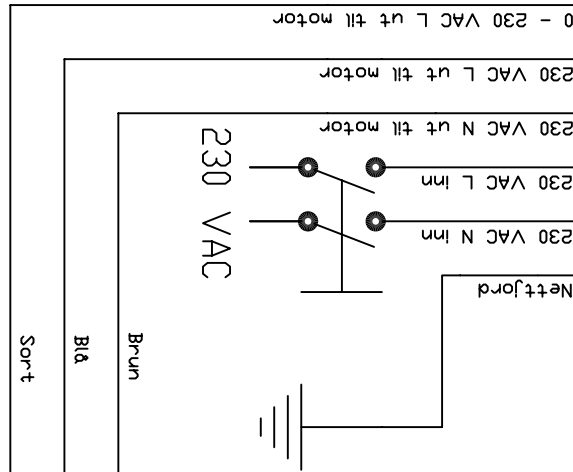 0 - 230 VAC L ut til motor
230 VAC L ut til motor
230 VAC N ut til motor
230 VAC L inn
230 VAC N inn
Nettjord
230 VAC
Brun
Blå
Sort